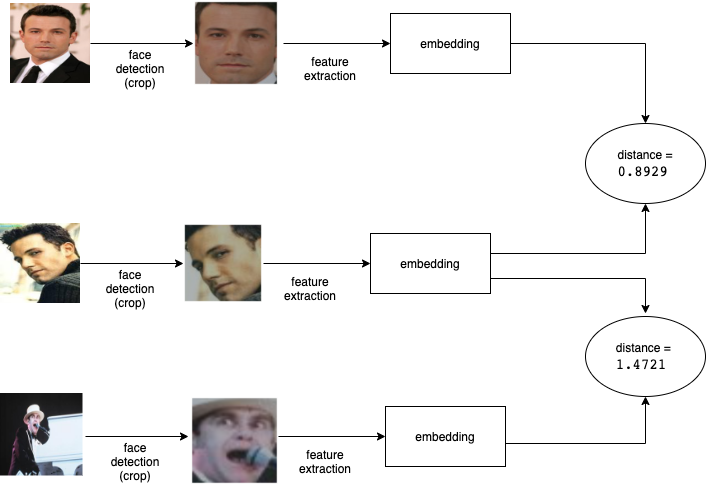 face
detection
(crop)
feature
extraction
embedding
distance =
0.8929
face
detection
(crop)
feature
extraction
embedding
distance =
1.4721
face
detection
(crop)
feature
extraction
embedding